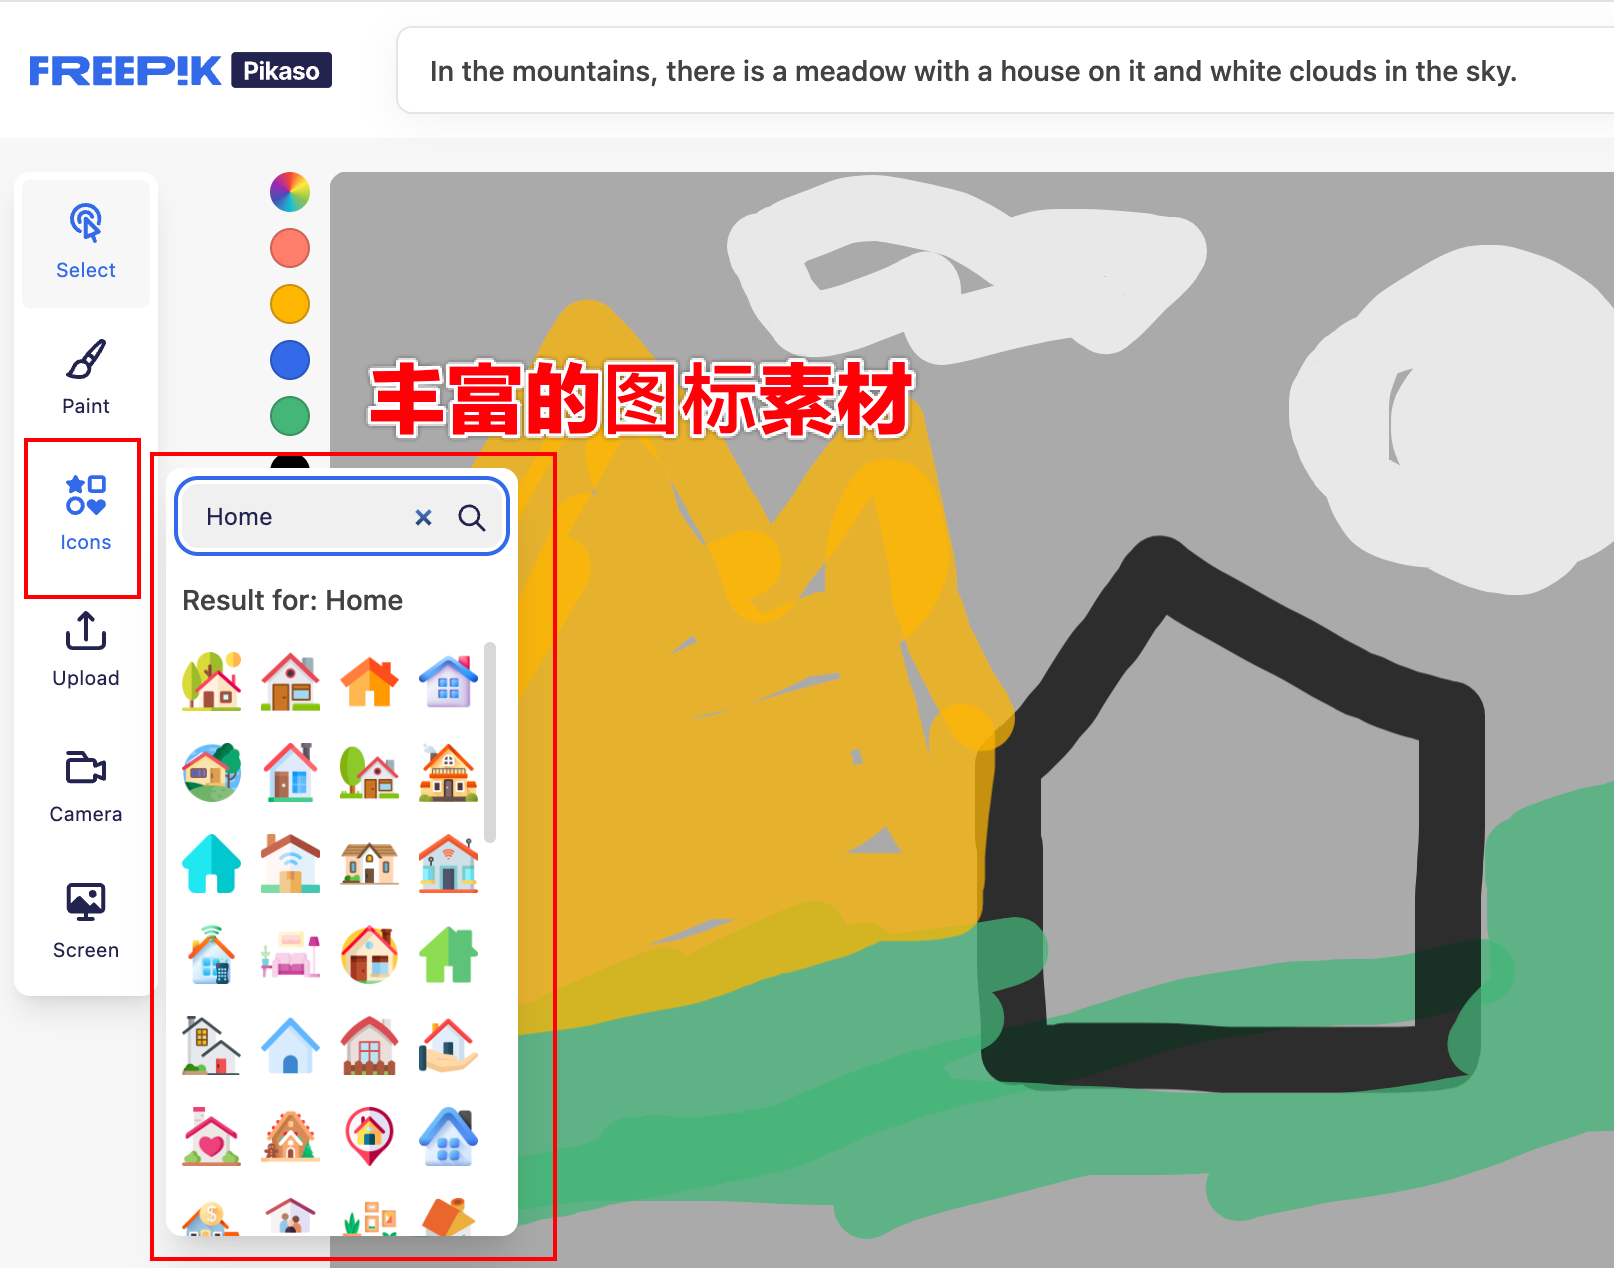 FREEPIK Pikaso
In the mountains, there is a meadow with a house on it and white clouds in the sky.
Select
Paint
Icons
Upload
Camera
Screen
丰富的图标素材
Home
Result for: Home